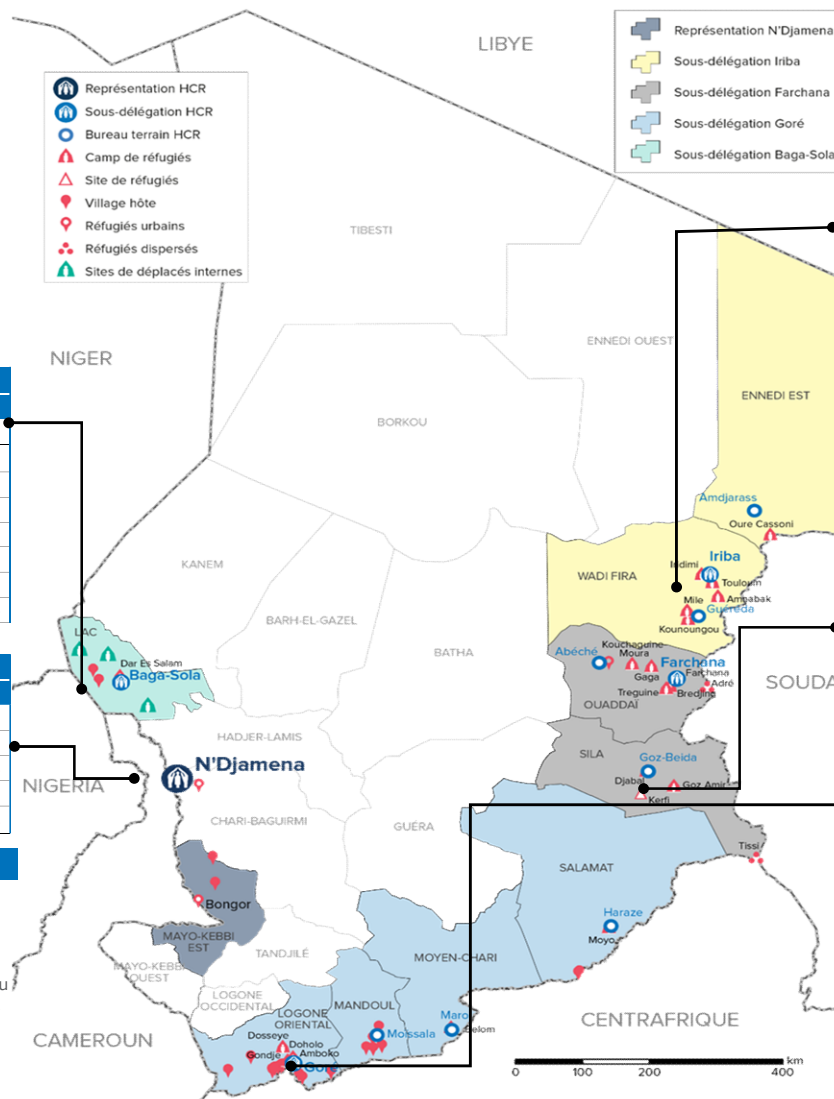 LIBYE
Représentation N'Djamena
Sous-délégation Iriba
Sous-délégation Farchana
Sous-délégation Goré
Sous-délégation Baga-Sola
Représentation HCR
Sous-délégation HCR
Bureau terrain HCR
Camp de réfugiés
Site de réfugiés
Village hôte
Réfugiés urbains
Réfugiés dispersés
Sites de déplacés internes
TIBESTI
NIGER
ENNEDI OUEST
ENNEDI EST
BORKOU
Amdjarass
Oure Cassoni
KANEM
Iriba
Iridimi
WADI FIRA
Touloum
Mile
Amnabak
Guéréda
Kounoungou
BARH-EL-GAZEL
LAC
BATHA
Kouchaguine
Moura
Abéché
Dar Es Salam
Farchana
Farchana
Baga-Sola
Gaga
Adré
Treguine
Bredjing
SOUDA
OUADDAÏ
HADJER-LAMIS
SILA
Goz-Beida
N'Djamena
Djabal
Goz Amir
NIGERIA
Kerfi
CHARI-BAGUIRMI
GUÉRA
Tissi
SALAMAT
Bongor
Haraze
MAYO-KEBBI
EST
Moyo
TANDJILÉ
MOYEN-CHARI
MAYO-KEBBI
OUEST
u
LOGONE
OCCIDENTAL
MANDOUL
LOGONE
ORIENTAL
Maro
CENTRAFRIQUE
Belom
Moïssala
CAMEROUN
Dosseye
Doholo
Gondje
Amboko
Goré
km
0 100 200 400